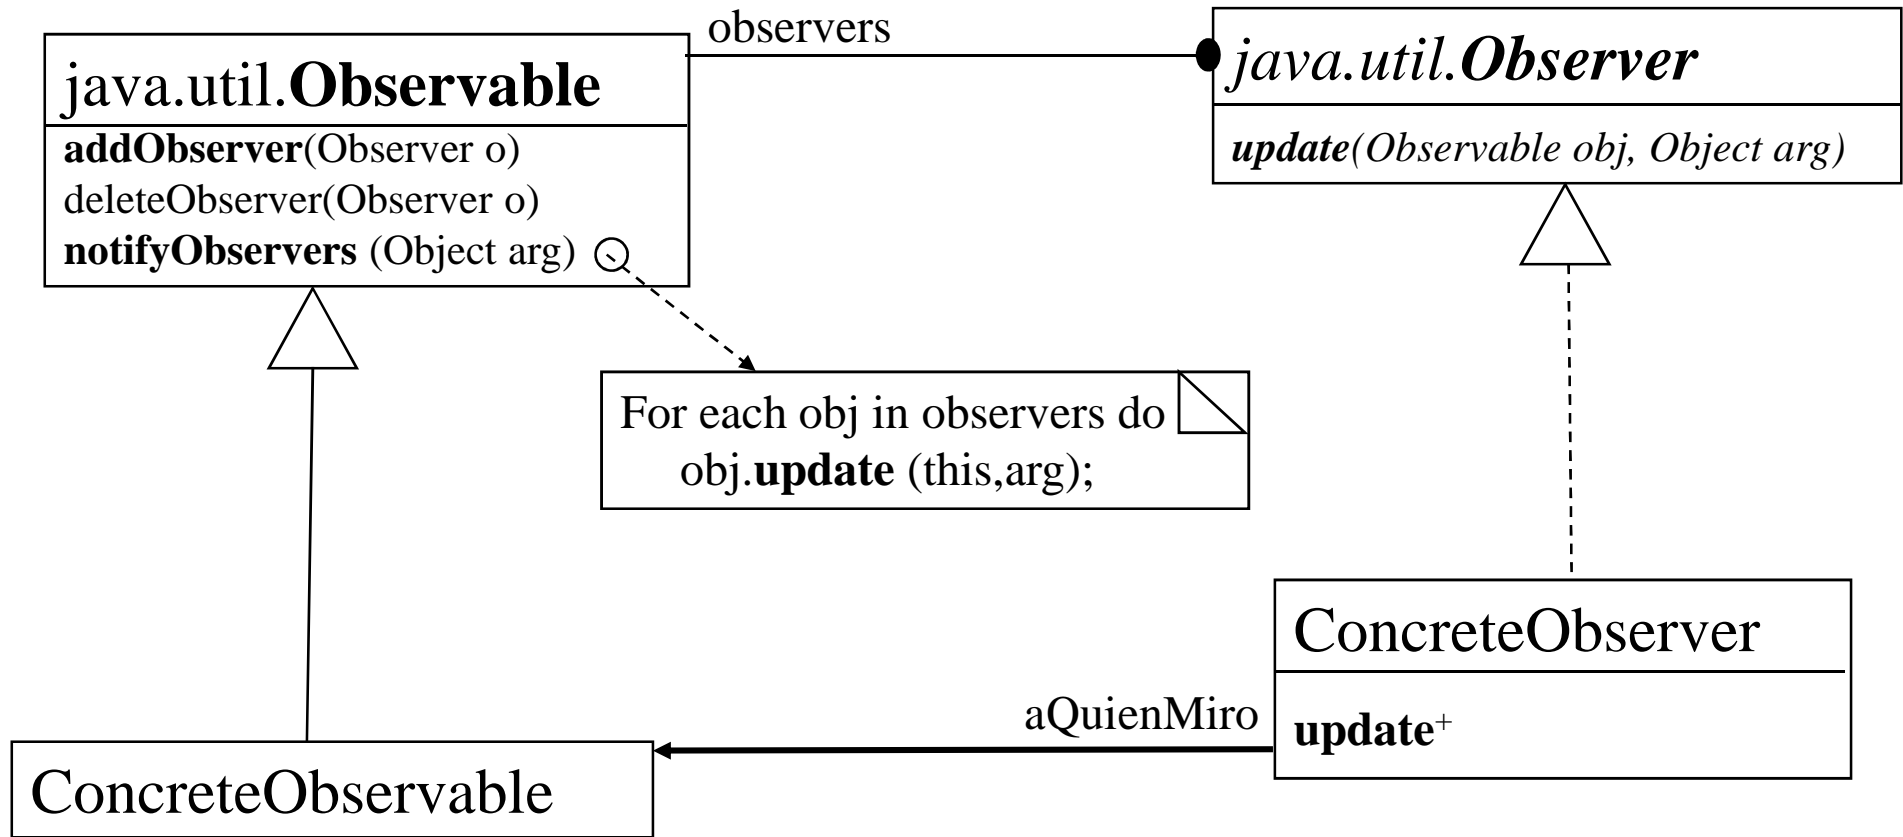 observers
java.util.Observable
addObserver(Observer o)
deleteObserver(Observer o)
notifyObservers (Object arg)
java.util.Observer
update(Observable obj, Object arg)
For each obj in observers do
obj.update (this,arg);
ConcreteObserver
update+
aQuienMiro
ConcreteObservable